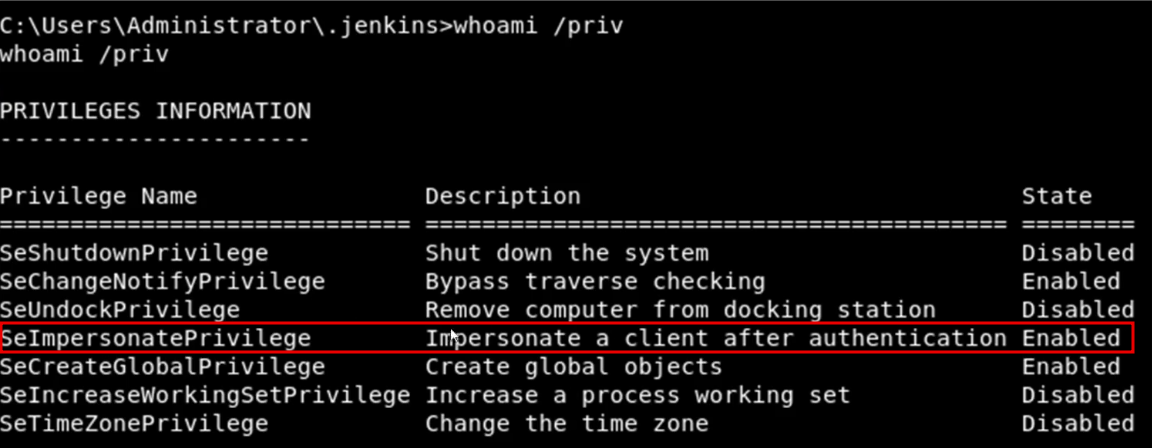 C:\Users\Administrator\.jenkins>whoami /priv
whoami /priv
PRIVILEGES INFORMATION
----------------------
Privilege Name Description State
============================= ========================================= ========
SeShutdownPrivilege Shut down the system Disabled
SeChangeNotifyPrivilege Bypass traverse checking Enabled
SeUndockPrivilege Remove computer from docking station Disabled
SeImpersonatePrivilege Impersonate a client after authentication Enabled
SeCreateGlobalPrivilege Create global objects Enabled
SeIncreaseWorkingSetPrivilege Increase a process working set Disabled
SeTimeZonePrivilege Change the time zone Disabled